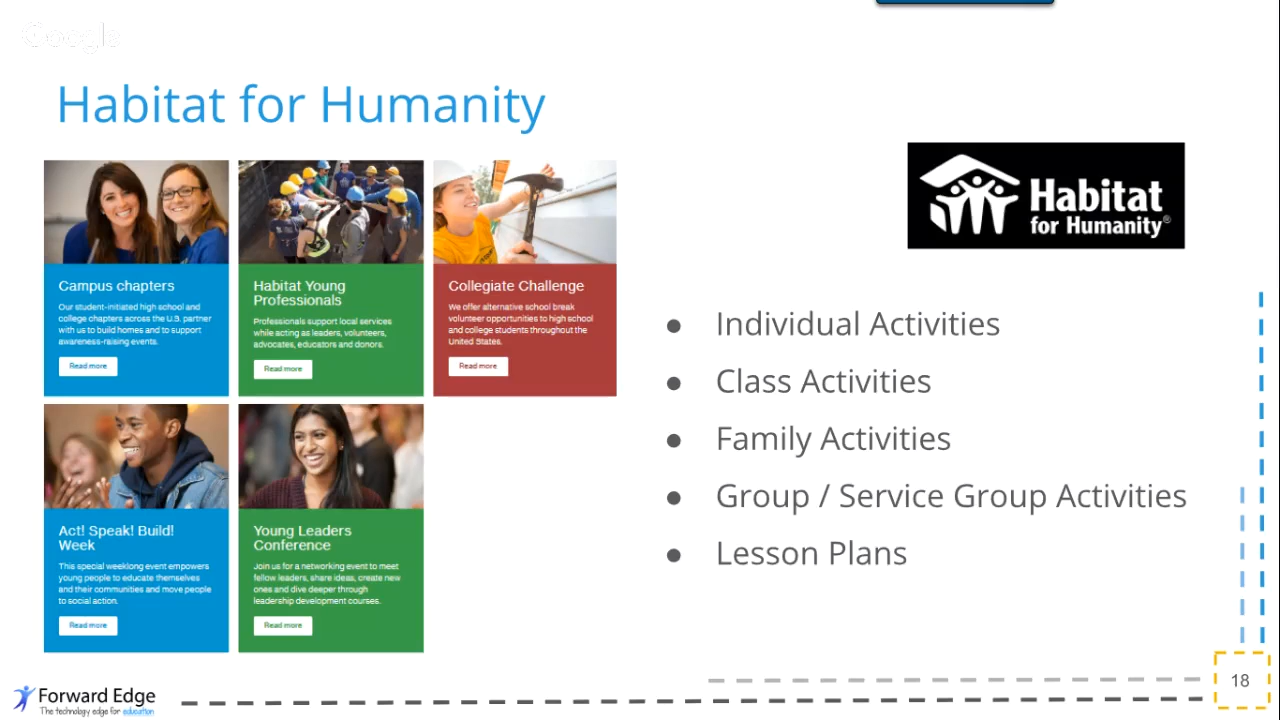 Google
Habitat for Humanity
Habitat
for Humanity®
Campus chapters
Our student-initiated high school and
college chapters across the U.S. partner
with us to build homes and to support
awareness-raising events.
Read more
Habitat Young
Professionals
Professionals support local services
while acting as leaders, volunteers,
advocates, educators and donors.
Read more
Collegiate Challenge
We offer alternative school break
volunteer opportunities to high school
and college students throughout the
United States.
Read more
Act! Speak! Build!
Week
This special weeklong event empowers
young people to educate themselves
and their communities and move people
to social action.
Read more
Young Leaders
Conference
Join us for a networking event to meet
fellow leaders, share ideas, create new
ones and dive deeper through
leadership development courses.
Read more
● Individual Activities
● Class Activities
● Family Activities
● Group / Service Group Activities
● Lesson Plans
Forward Edge
The technology edge for education
18